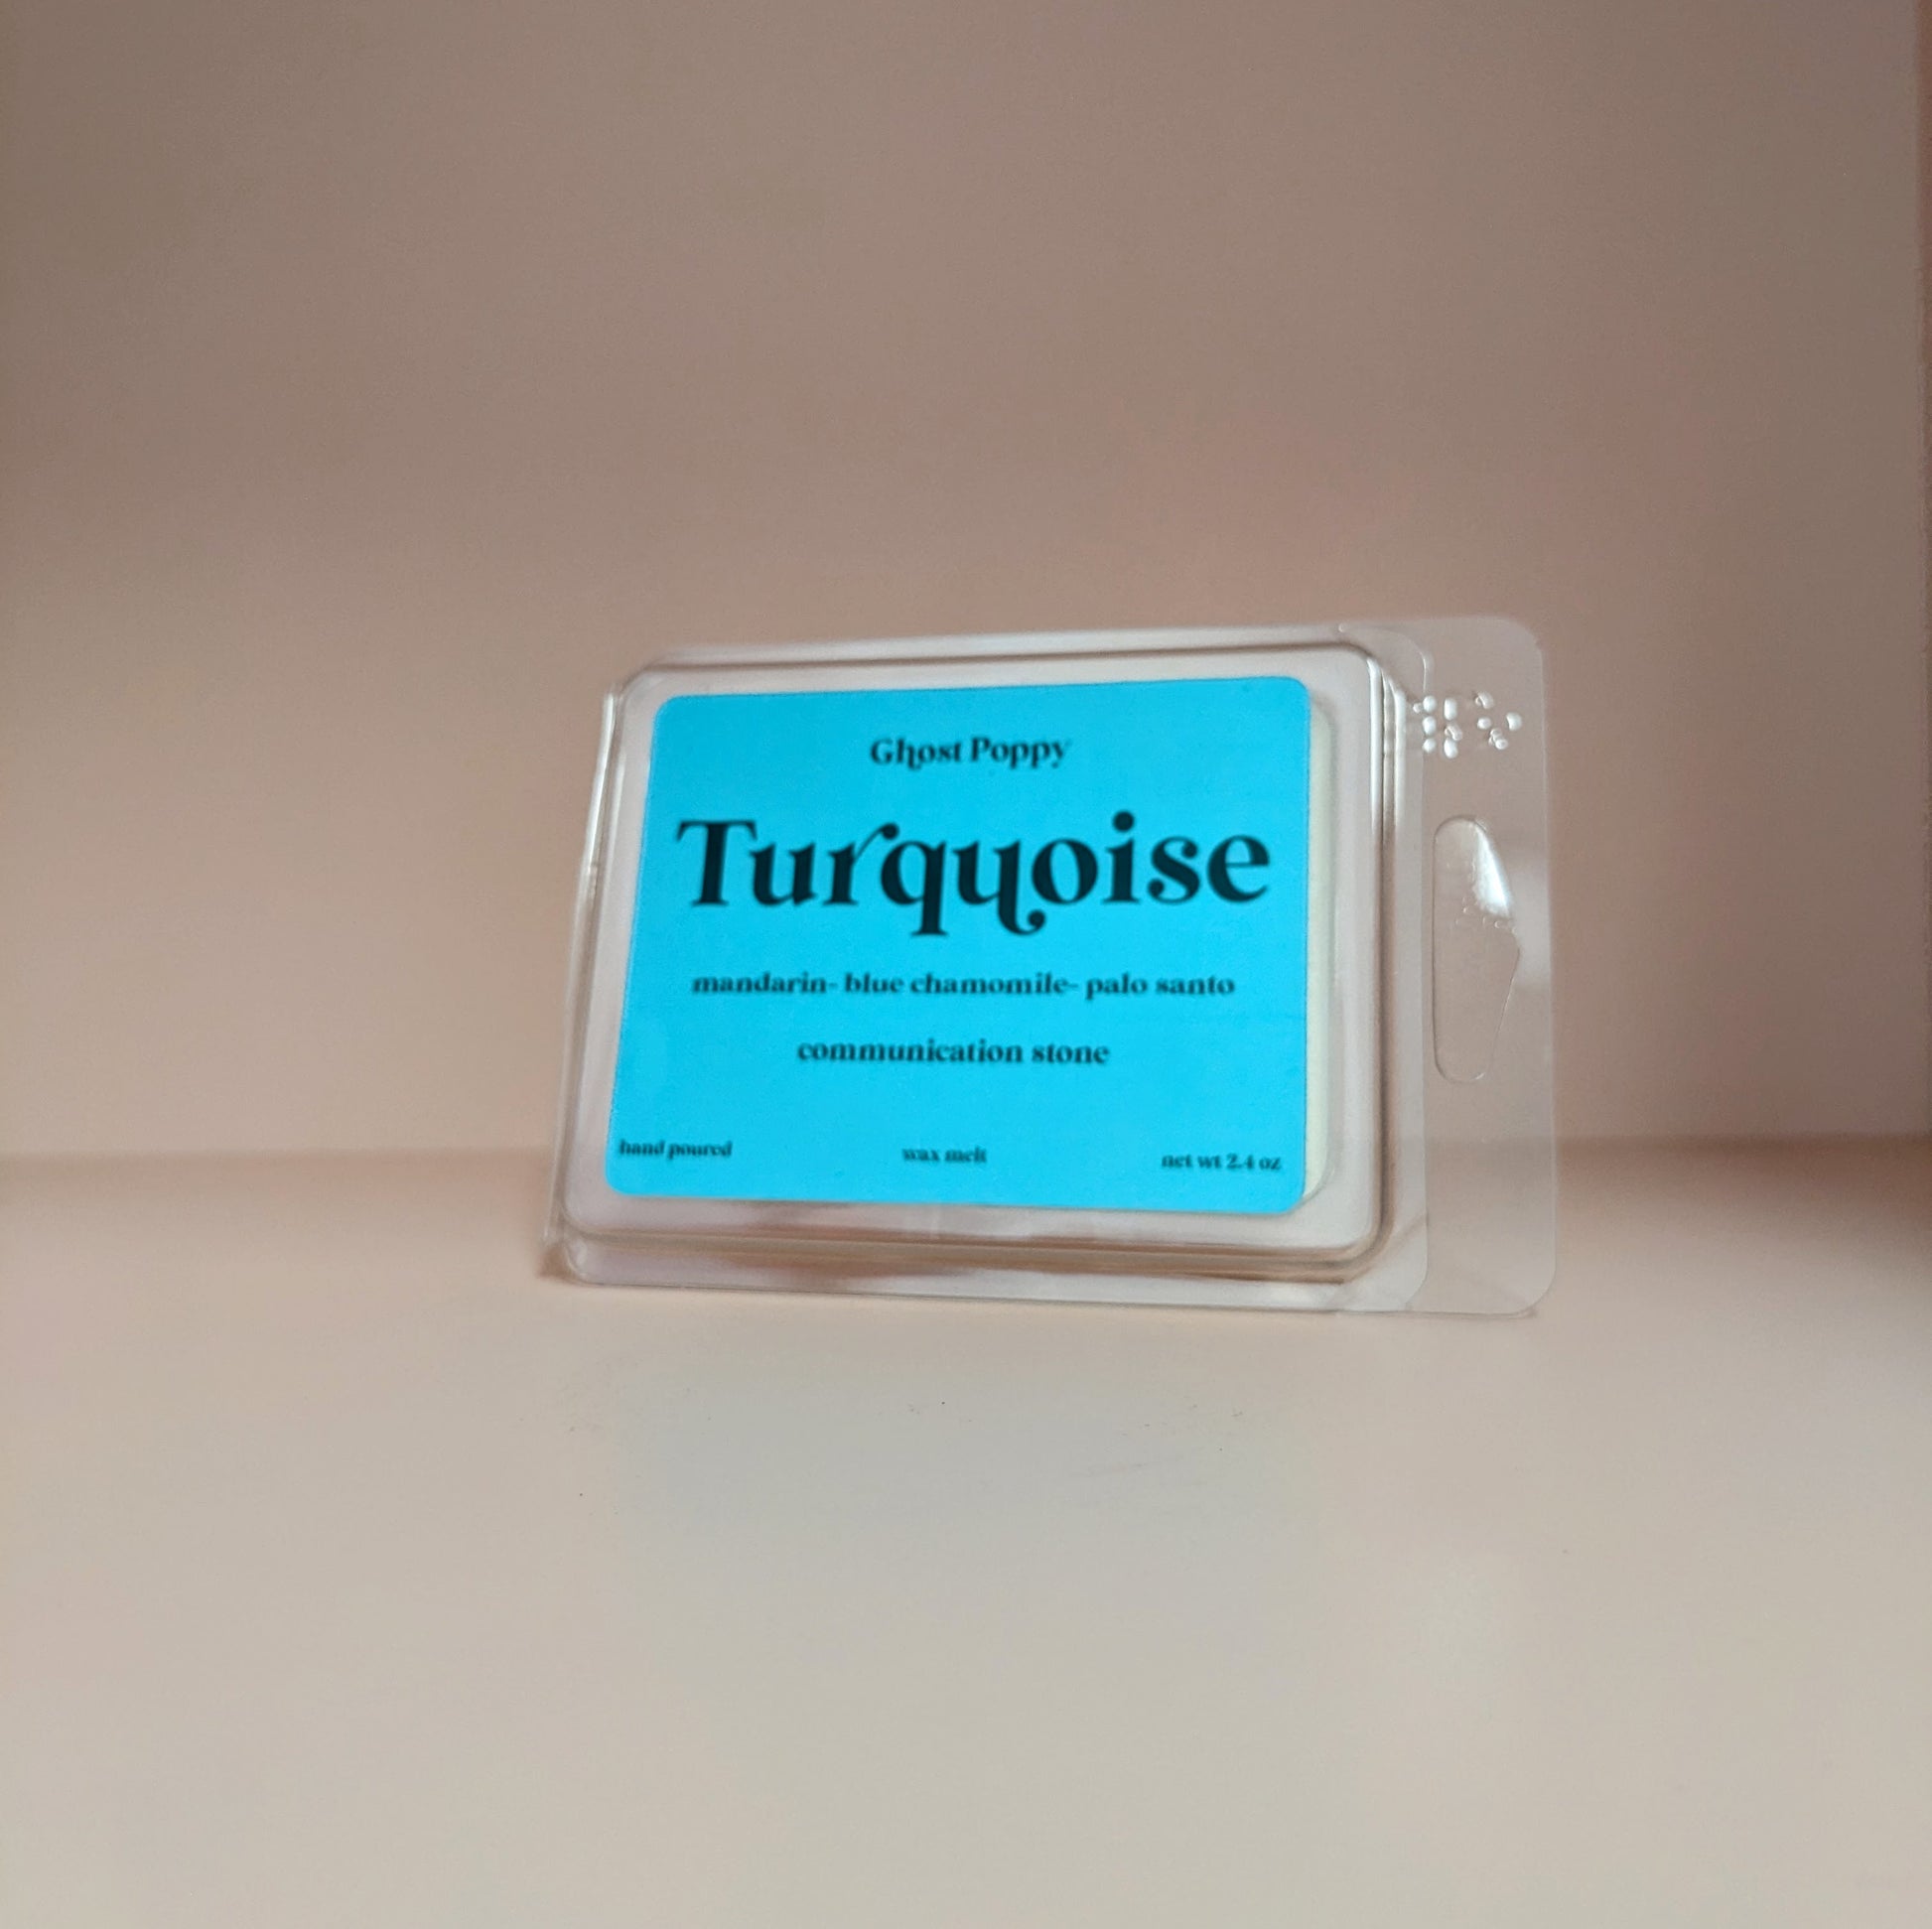 Ghost Poppy
Turquoise
mandarin- blue chamomile- palo santo
communication stone
hand poured wax melt net wt 2.4 oz